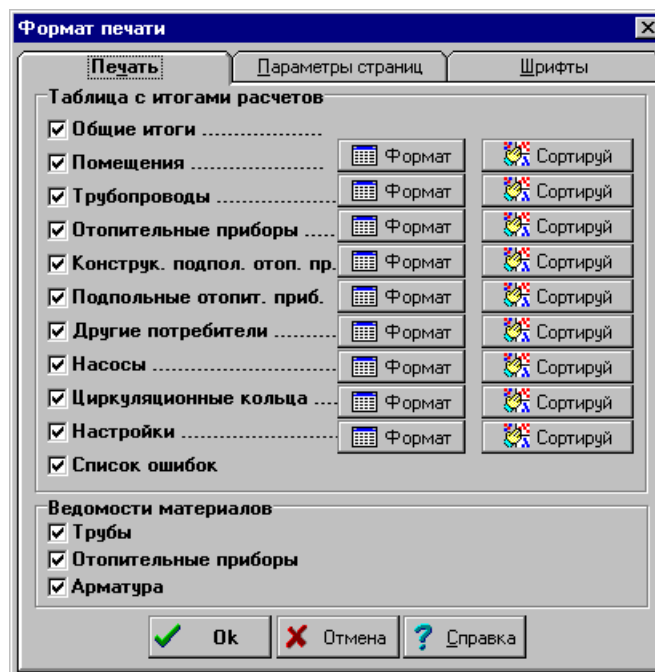 Формат печати
Печать Параметры страниц Шрифты
Таблица с итогами расчетов
Общие итоги ....................
Помещения ...................... Формат Сортируй
Трубопроводы ................... Формат Сортируй
Отопительные приборы ..... Формат Сортируй
Конструк. подпол. отоп. пр. Формат Сортируй
Подпольные отопит. приб. Формат Сортируй
Другие потребители .......... Формат Сортируй
Насосы ............................. Формат Сортируй
Циркуляционные кольца .... Формат Сортируй
Настройки ......................... Формат Сортируй
Список ошибок
Ведомости материалов
Трубы
Отопительные приборы
Арматура
Ok Отмена Справка